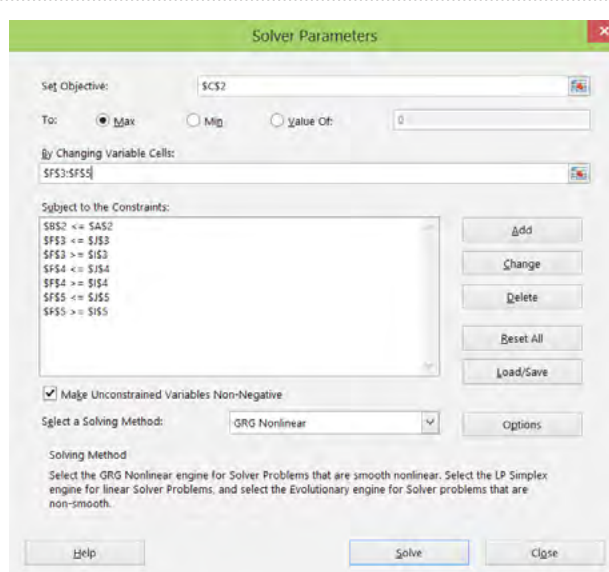 Solver Parameters
Set Objective: $C$2
To: Max Min Value Of: 0
By Changing Variable Cells:
$F$3:$F$5
Subject to the Constraints:
$B$2 <= $A$2
$F$3 <= $J$3
$F$3 >= $I$3
$F$4 <= $J$4
$F$4 >= $I$4
$F$5 <= $J$5
$F$5 >= $I$5
Add
Change
Delete
Reset All
Load/Save
Make Unconstrained Variables Non-Negative
Select a Solving Method: GRG Nonlinear Options
Solving Method
Select the GRG Nonlinear engine for Solver Problems that are smooth nonlinear. Select the LP Simplex
engine for linear Solver Problems, and select the Evolutionary engine for Solver problems that are
non-smooth.
Help Solve Close